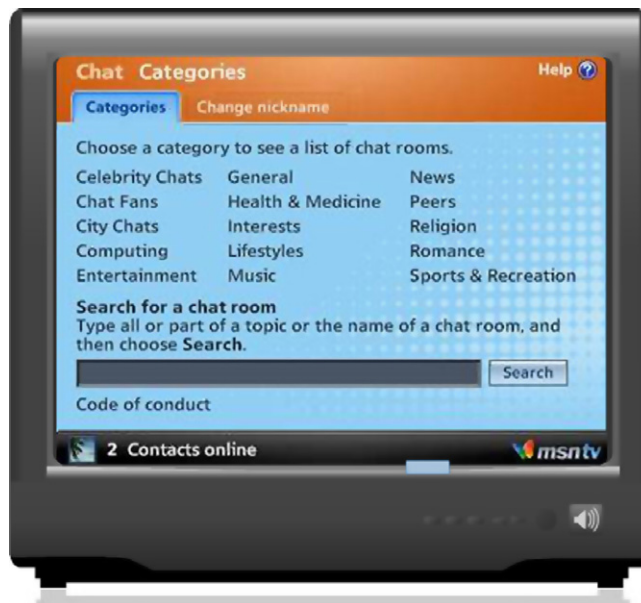 Chat Categories
Help ?
Categories
Change nickname
Choose a category to see a list of chat rooms.
Celebrity Chats General News
Chat Fans Health & Medicine Peers
City Chats Interests Religion
Computing Lifestyles Romance
Entertainment Music Sports & Recreation
Search for a chat room
Type all or part of a topic or the name of a chat room, and
then choose Search.
Search
Code of conduct
2 Contacts online
msntv